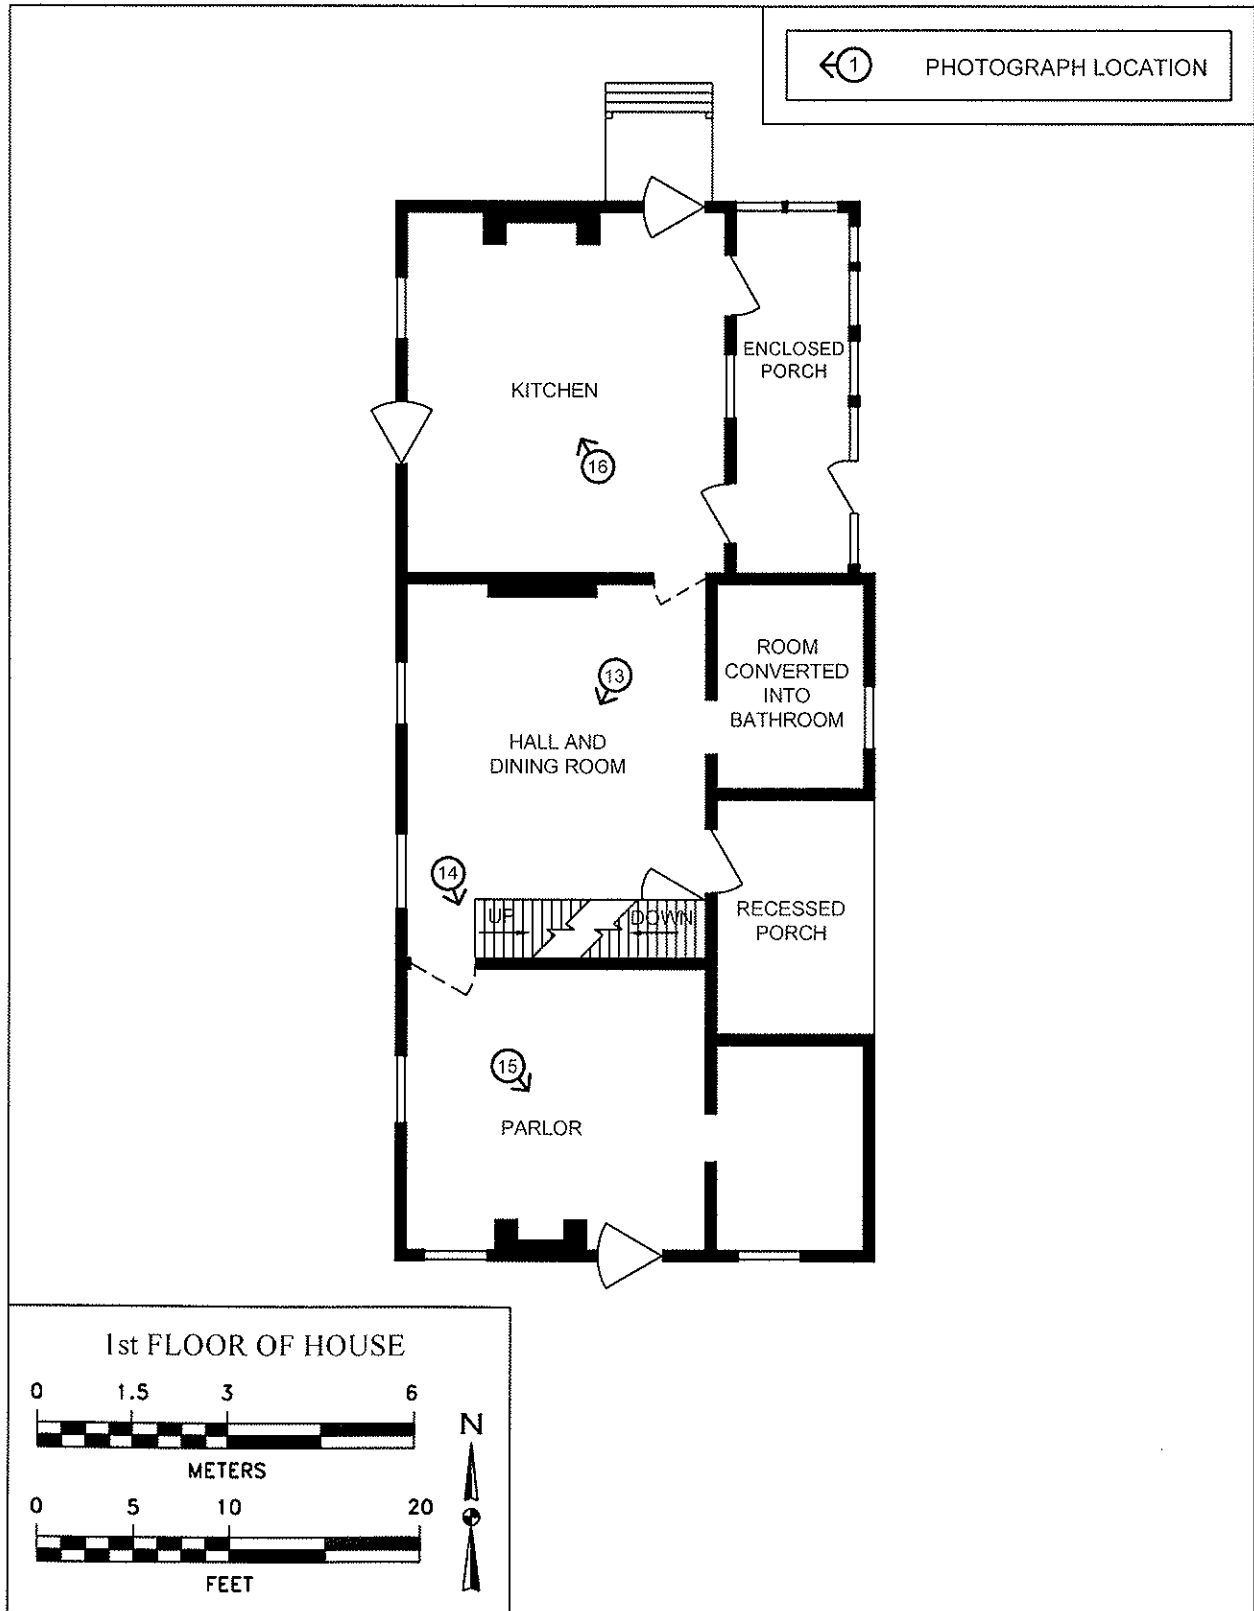 1 PHOTOGRAPH LOCATION
KITCHEN
ENCLOSED
PORCH
16
ROOM
CONVERTED
INTO
BATHROOM
13
HALL AND
DINING ROOM
14
UP
DOWN
RECESSED
PORCH
15
PARLOR
1st FLOOR OF HOUSE
0 1.5 3 6
METERS
N
0 5 10 20
FEET